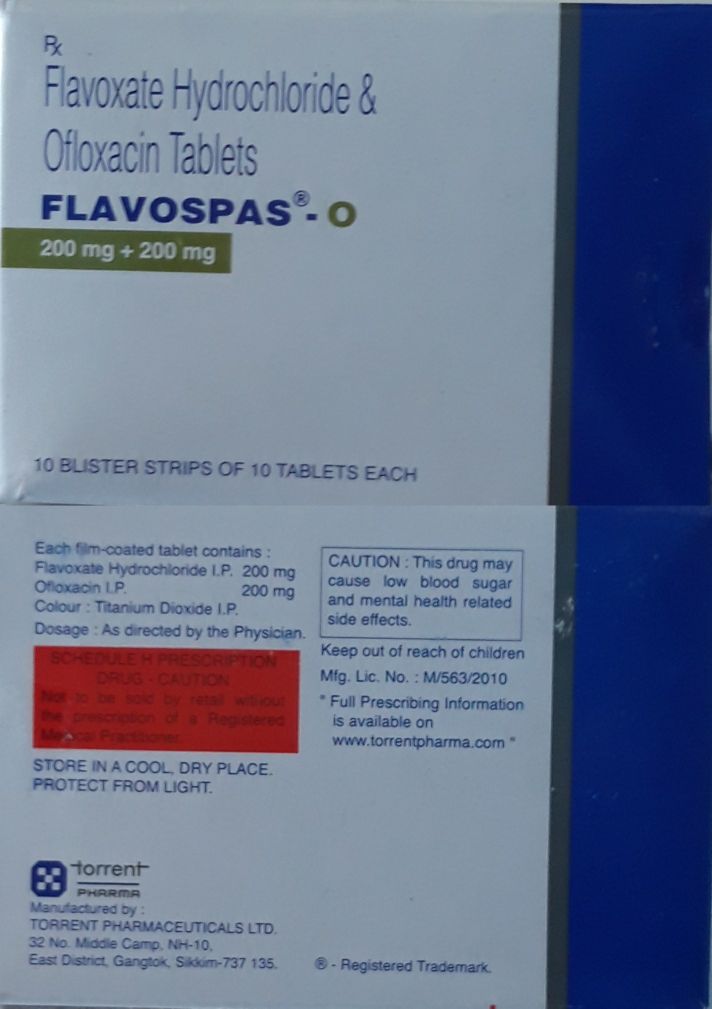 Rx
Flavoxate Hydrochloride &
Ofloxacin Tablets
FLAVOSPAS®- O
200 mg + 200 mg
10 BLISTER STRIPS OF 10 TABLETS EACH
Each film-coated tablet contains :
Flavoxate Hydrochloride I.P. 200 mg
Ofloxacin I.P. 200 mg
Colour : Titanium Dioxide I.P.
Dosage : As directed by the Physician.
SCHEDULE H PRESCRIPTION
DRUG - CAUTION
Not to be sold by retail without
the prescription of a Registered
Medical Practitioner.
STORE IN A COOL, DRY PLACE.
PROTECT FROM LIGHT.
torrent
PHARMA
Manufactured by :
TORRENT PHARMACEUTICALS LTD.
32 No. Middle Camp, NH-10,
East District, Gangtok, Sikkim-737 135.
CAUTION : This drug may
cause low blood sugar
and mental health related
side effects.
Keep out of reach of children
Mfg. Lic. No. : M/563/2010
" Full Prescribing Information
is available on
www.torrentpharma.com "
® - Registered Trademark.